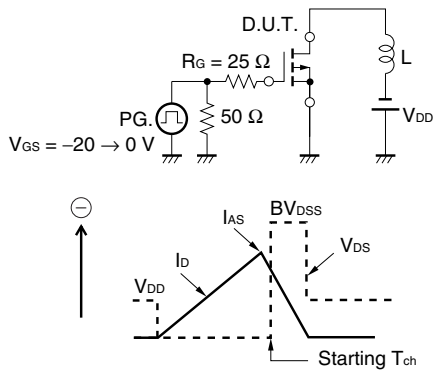 D.U.T.
RG = 25 Ω
L
PG.
50 Ω
VDD
VGS = −20 → 0 V
−
BVDSS
IAS
ID
VDS
VDD
Starting Tch